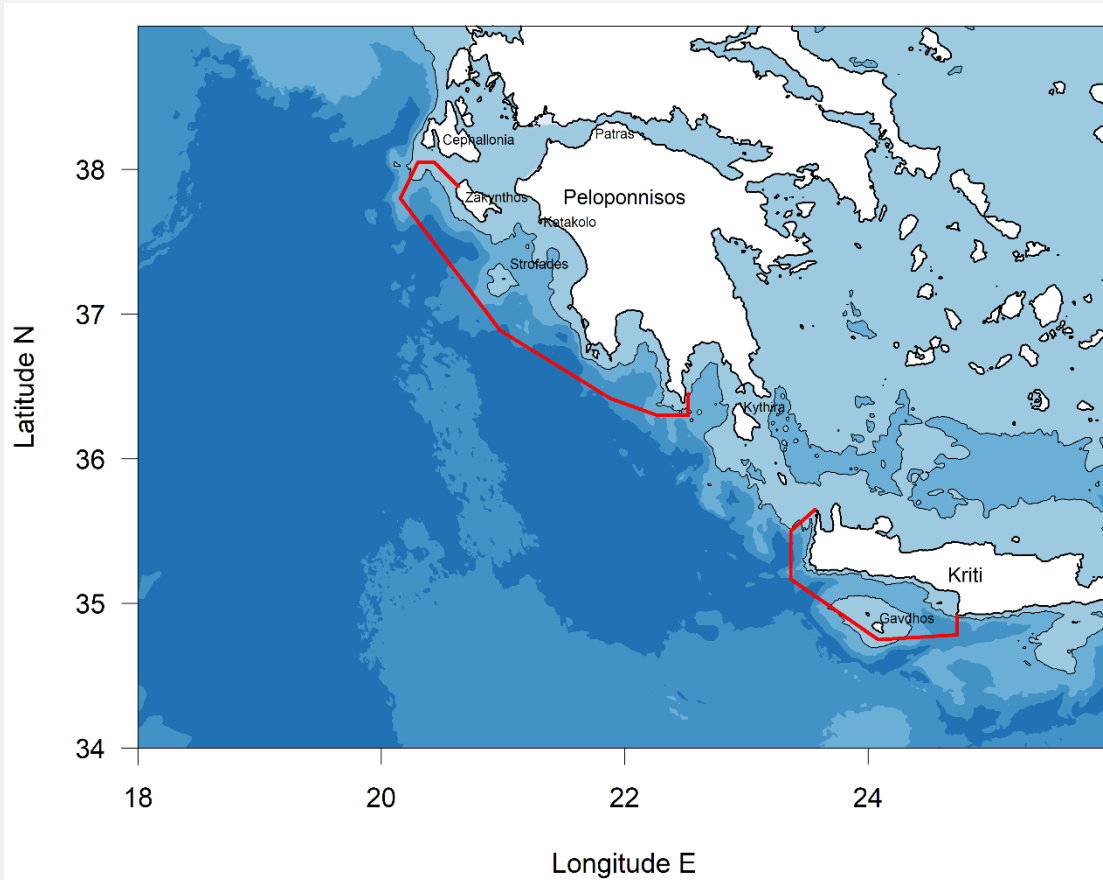 Cephallonia
Patras
38
Zakynthos
Peloponnisos
Katakolo
Strofades
37
Latitude N
Kythira
36
Kriti
35
Gavdhos
34
18
20
22
24
Longitude E